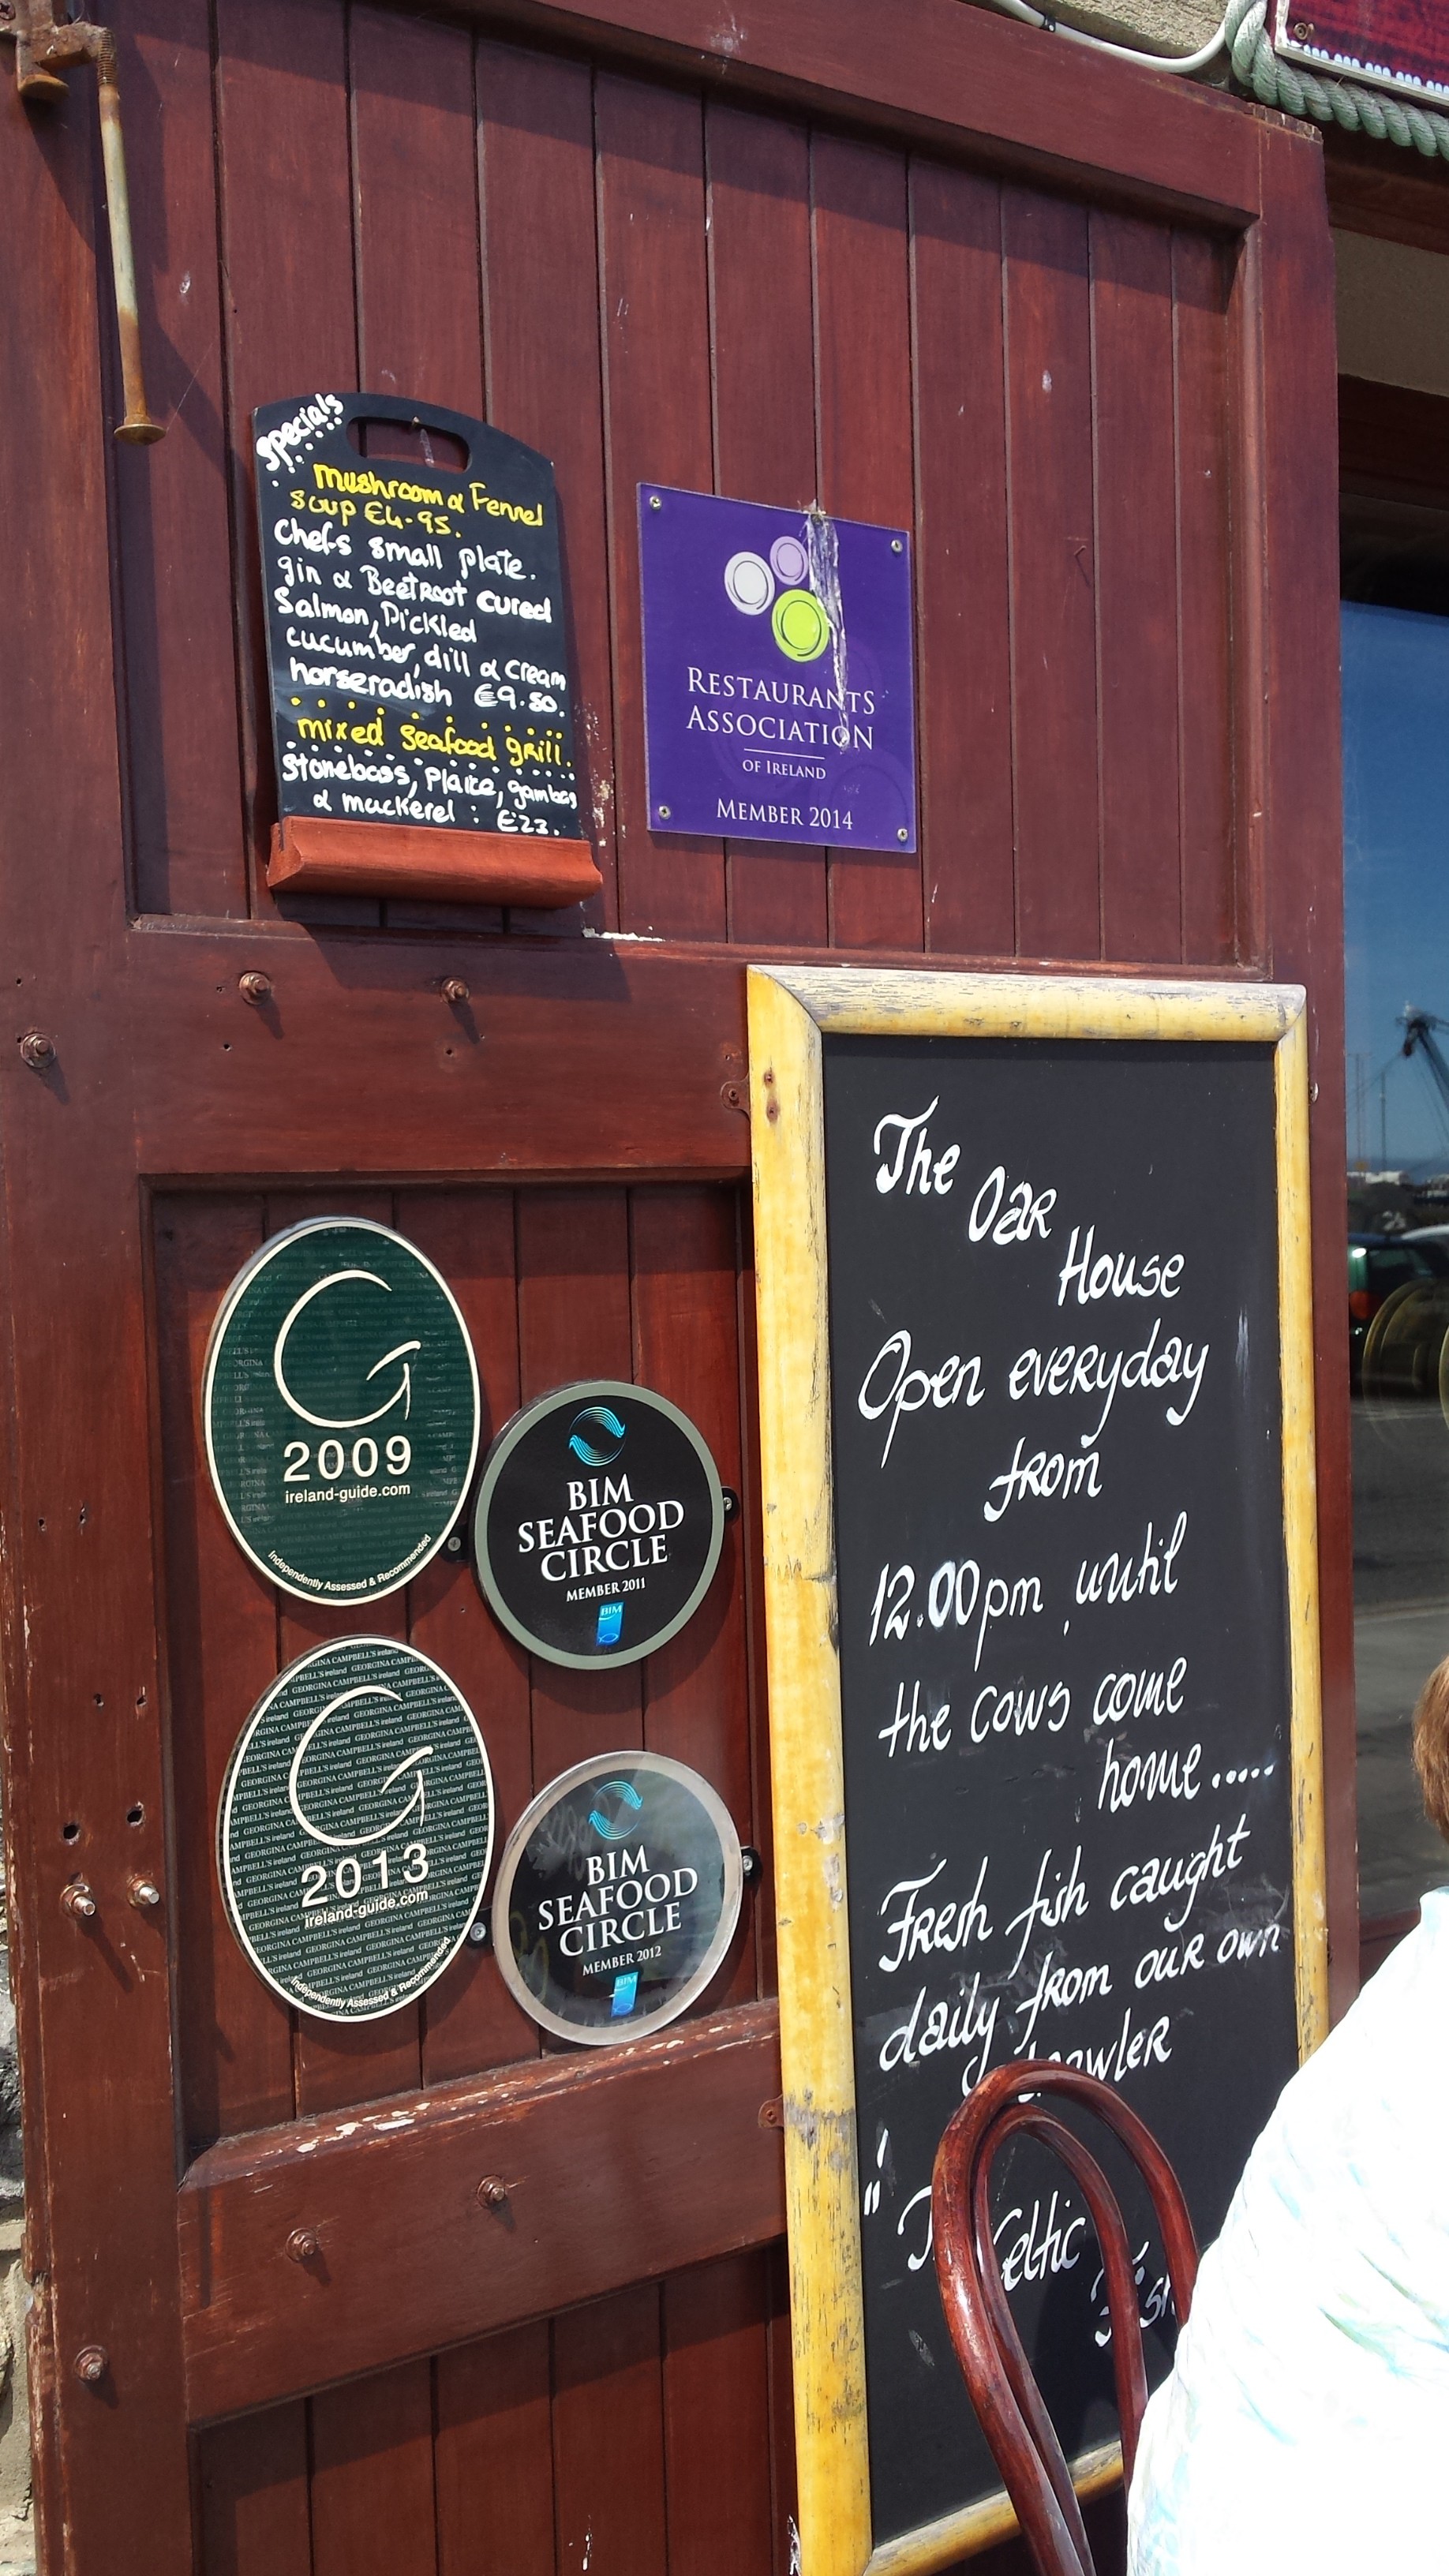 Specials
Mushroom & Fennel
Soup €4.95.
Chefs small plate.
gin & Beetroot cured
Salmon, Pickled
cucumber, dill & cream
horseradish €9.50.
mixed seafood grill.
Stonebass, Plaice, gambas
& mackerel : €23.
RESTAURANTS
ASSOCIATION
OF IRELAND
MEMBER 2014
The
Oar
House
Open everyday
from
12.00pm until
the cows come
home.....
Fresh fish caught
daily from our own
Celtic
G
2009
ireland-guide.com
Independently Assessed & Recommended
BIM
SEAFOOD
CIRCLE
MEMBER 2011
BIM
G
2013
ireland-guide.com
Independently Assessed & Recommended
BIM
SEAFOOD
CIRCLE
MEMBER 2012
BIM